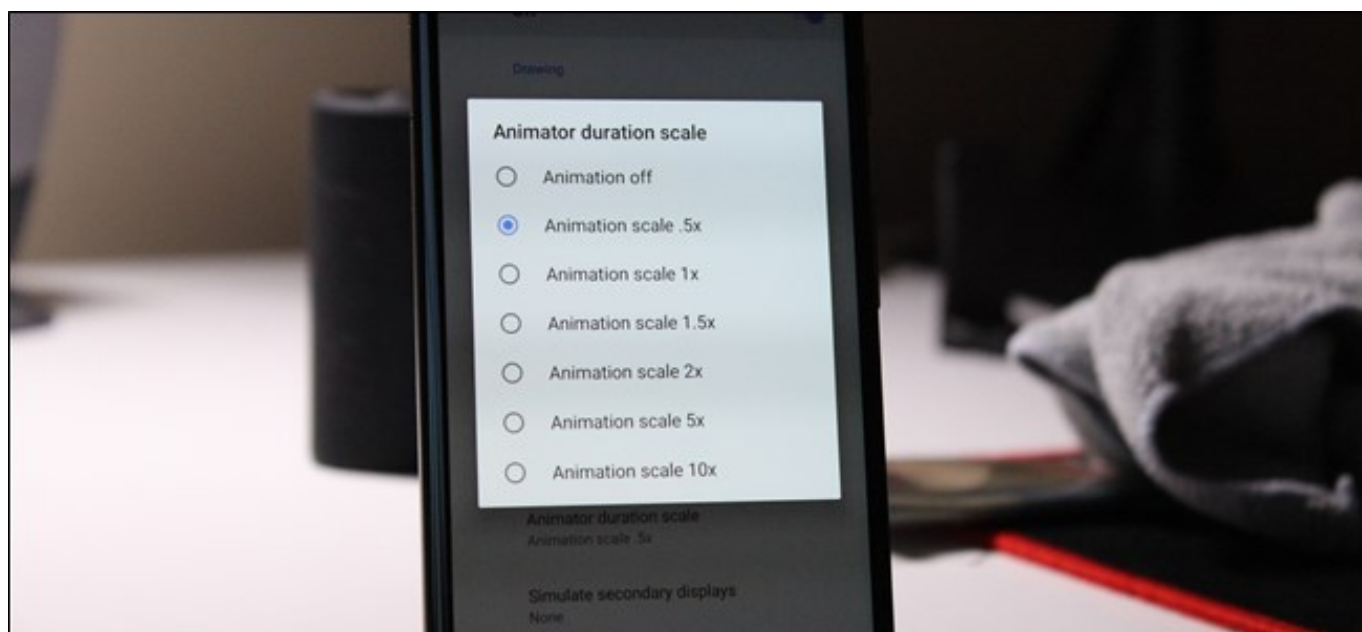 Drawing
Animator duration scale
Animation off
Animation scale .5x
Animation scale 1x
Animation scale 1.5x
Animation scale 2x
Animation scale 5x
Animation scale 10x
Animator duration scale
Animation scale .5x
Simulate secondary displays
None